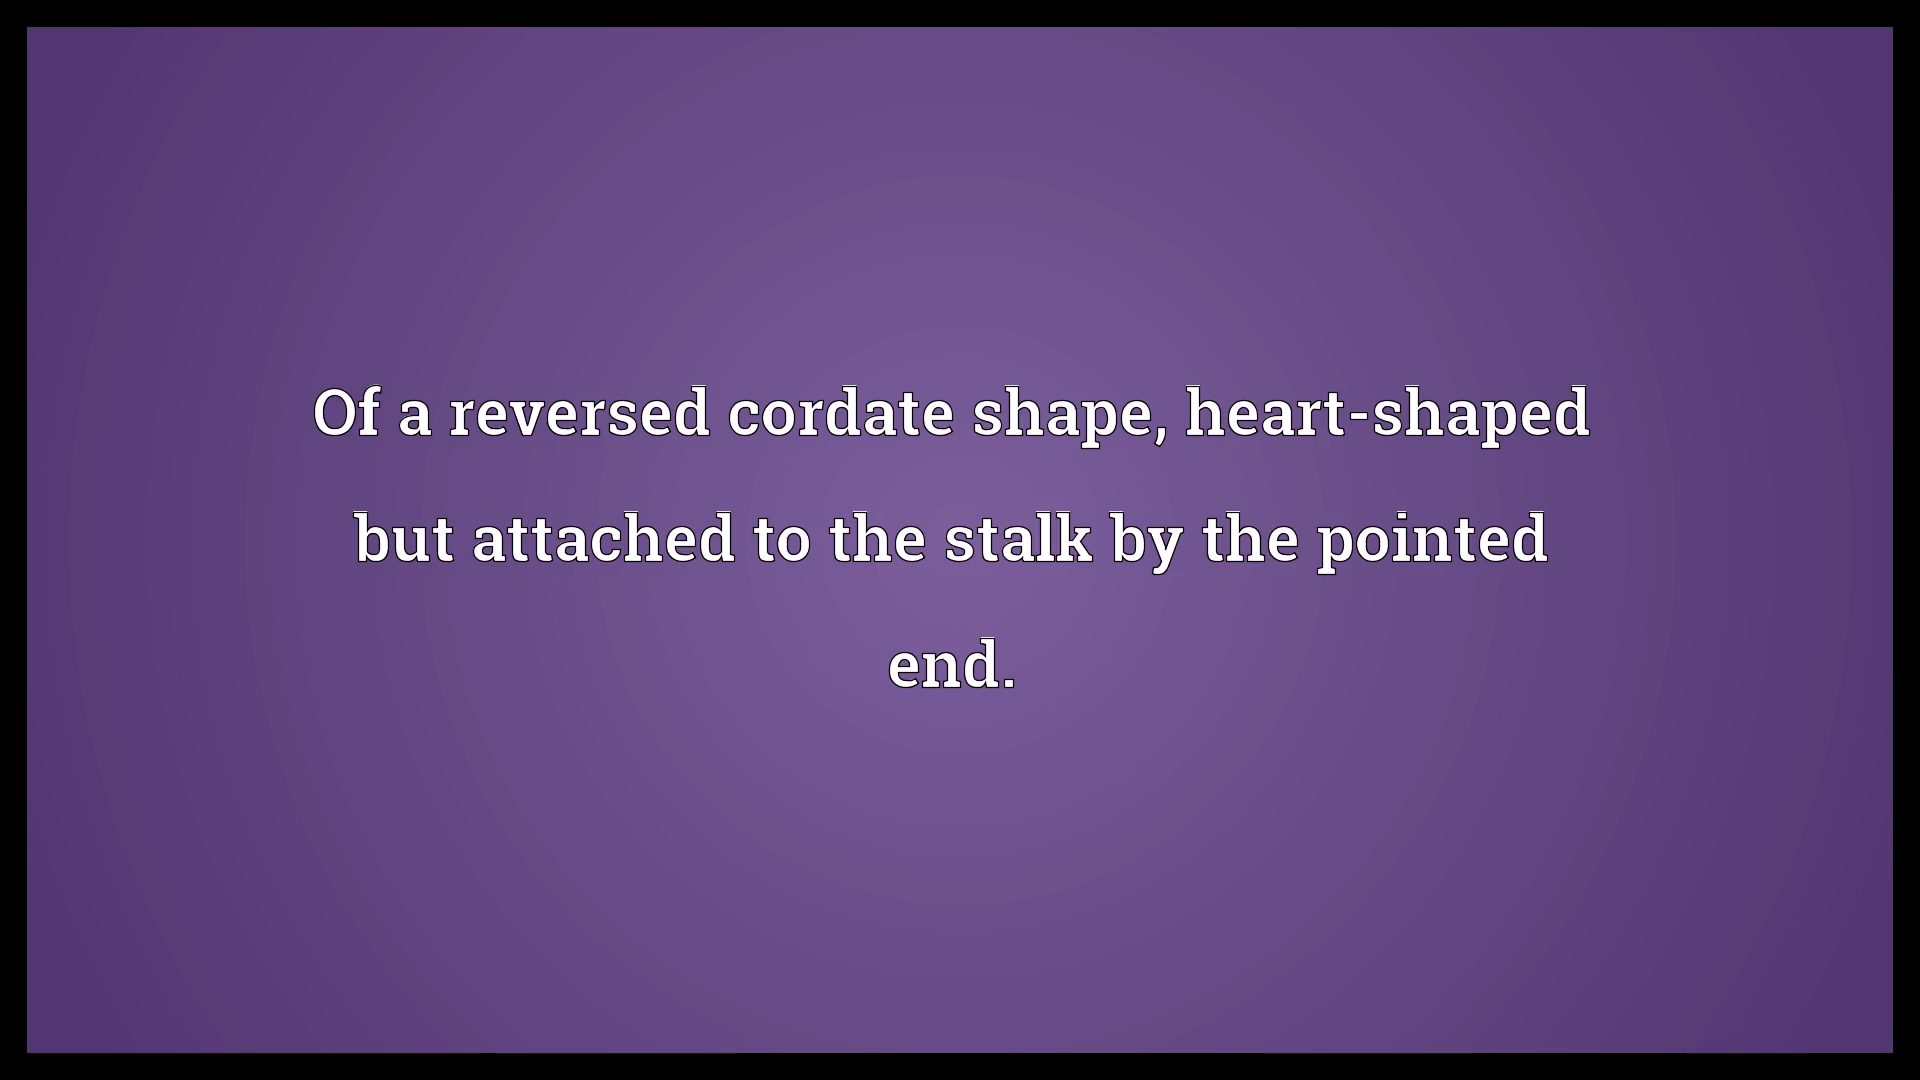 Of a reversed cordate shape, heart-shaped
but attached to the stalk by the pointed
end.